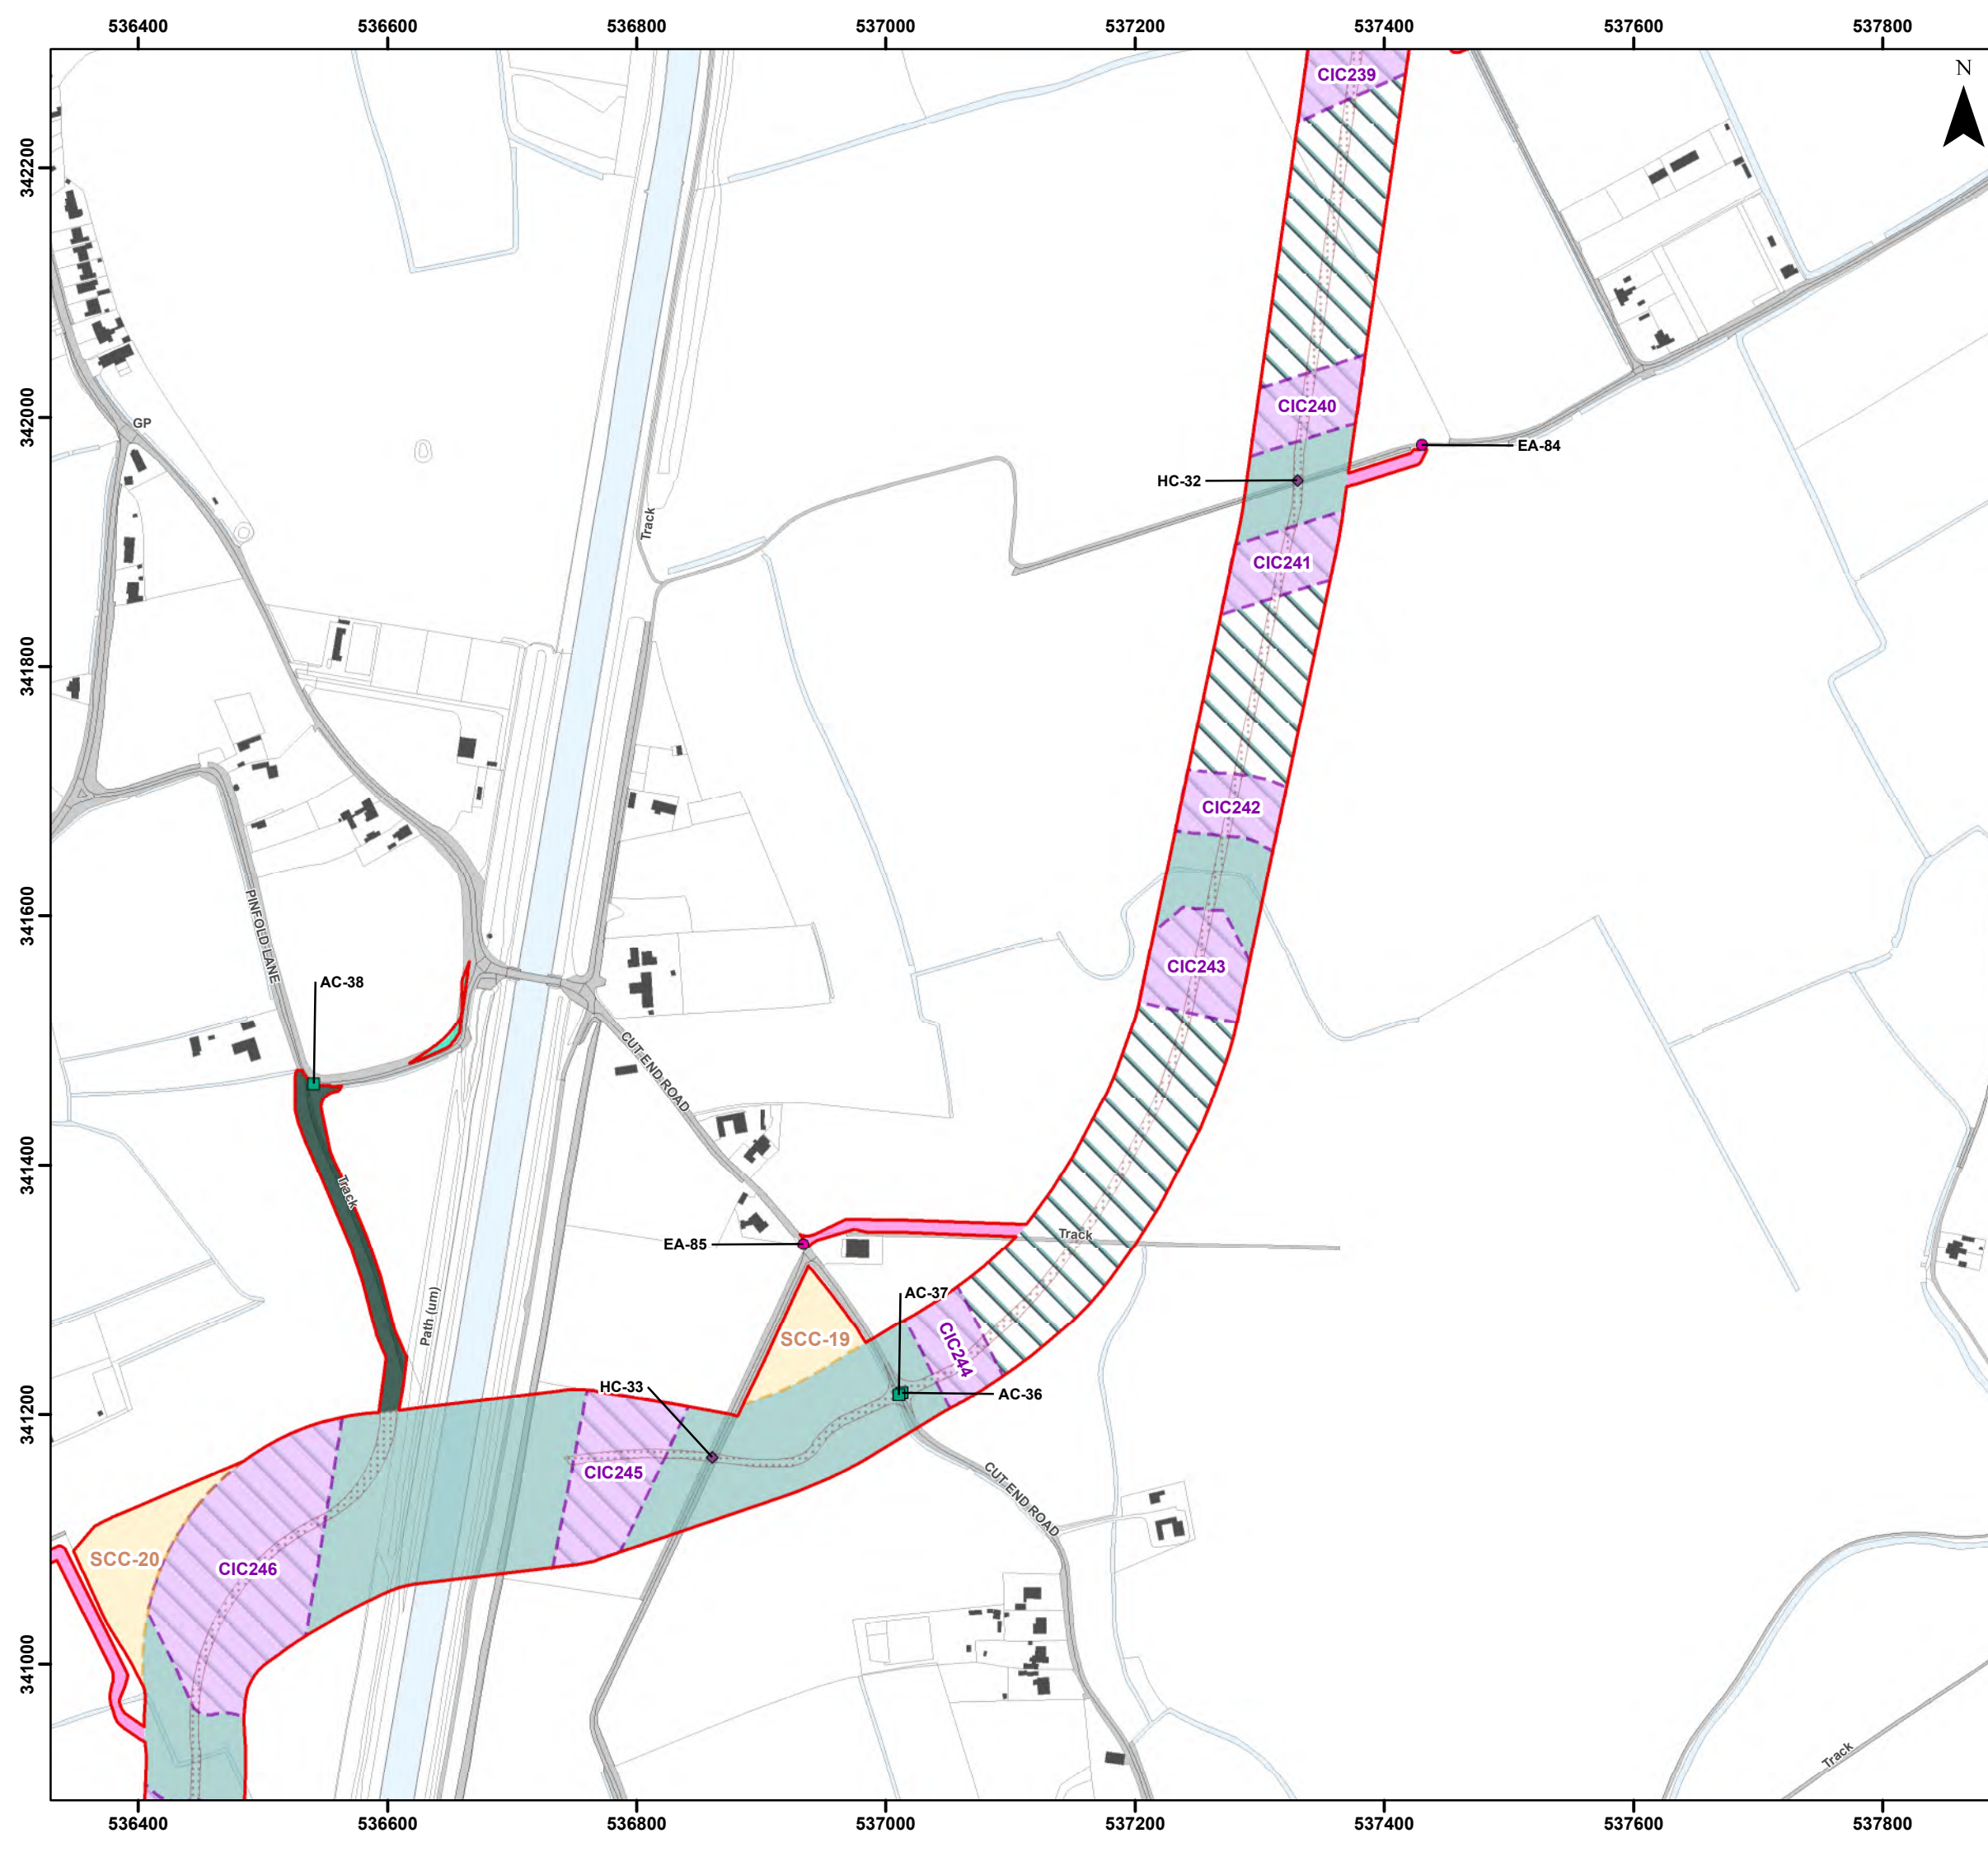 536400 536600 536800 537000 537200 537400 537600 537800
N
CIC239
342200
342000
GP
CIC240
EA-84
HC-32
Track
CIC241
341800
CIC242
341600
PINFOLD LANE
CIC243
AC-38
CUT END ROAD
341400
Track
Track
EA-85
Path (um)
AC-37
SCC-19
CIC244
HC-33
AC-36
341200
CIC245
CUT END ROAD
SCC-20
CIC246
341000
Track
536400 536600 536800 537000 537200 537400 537600 537800